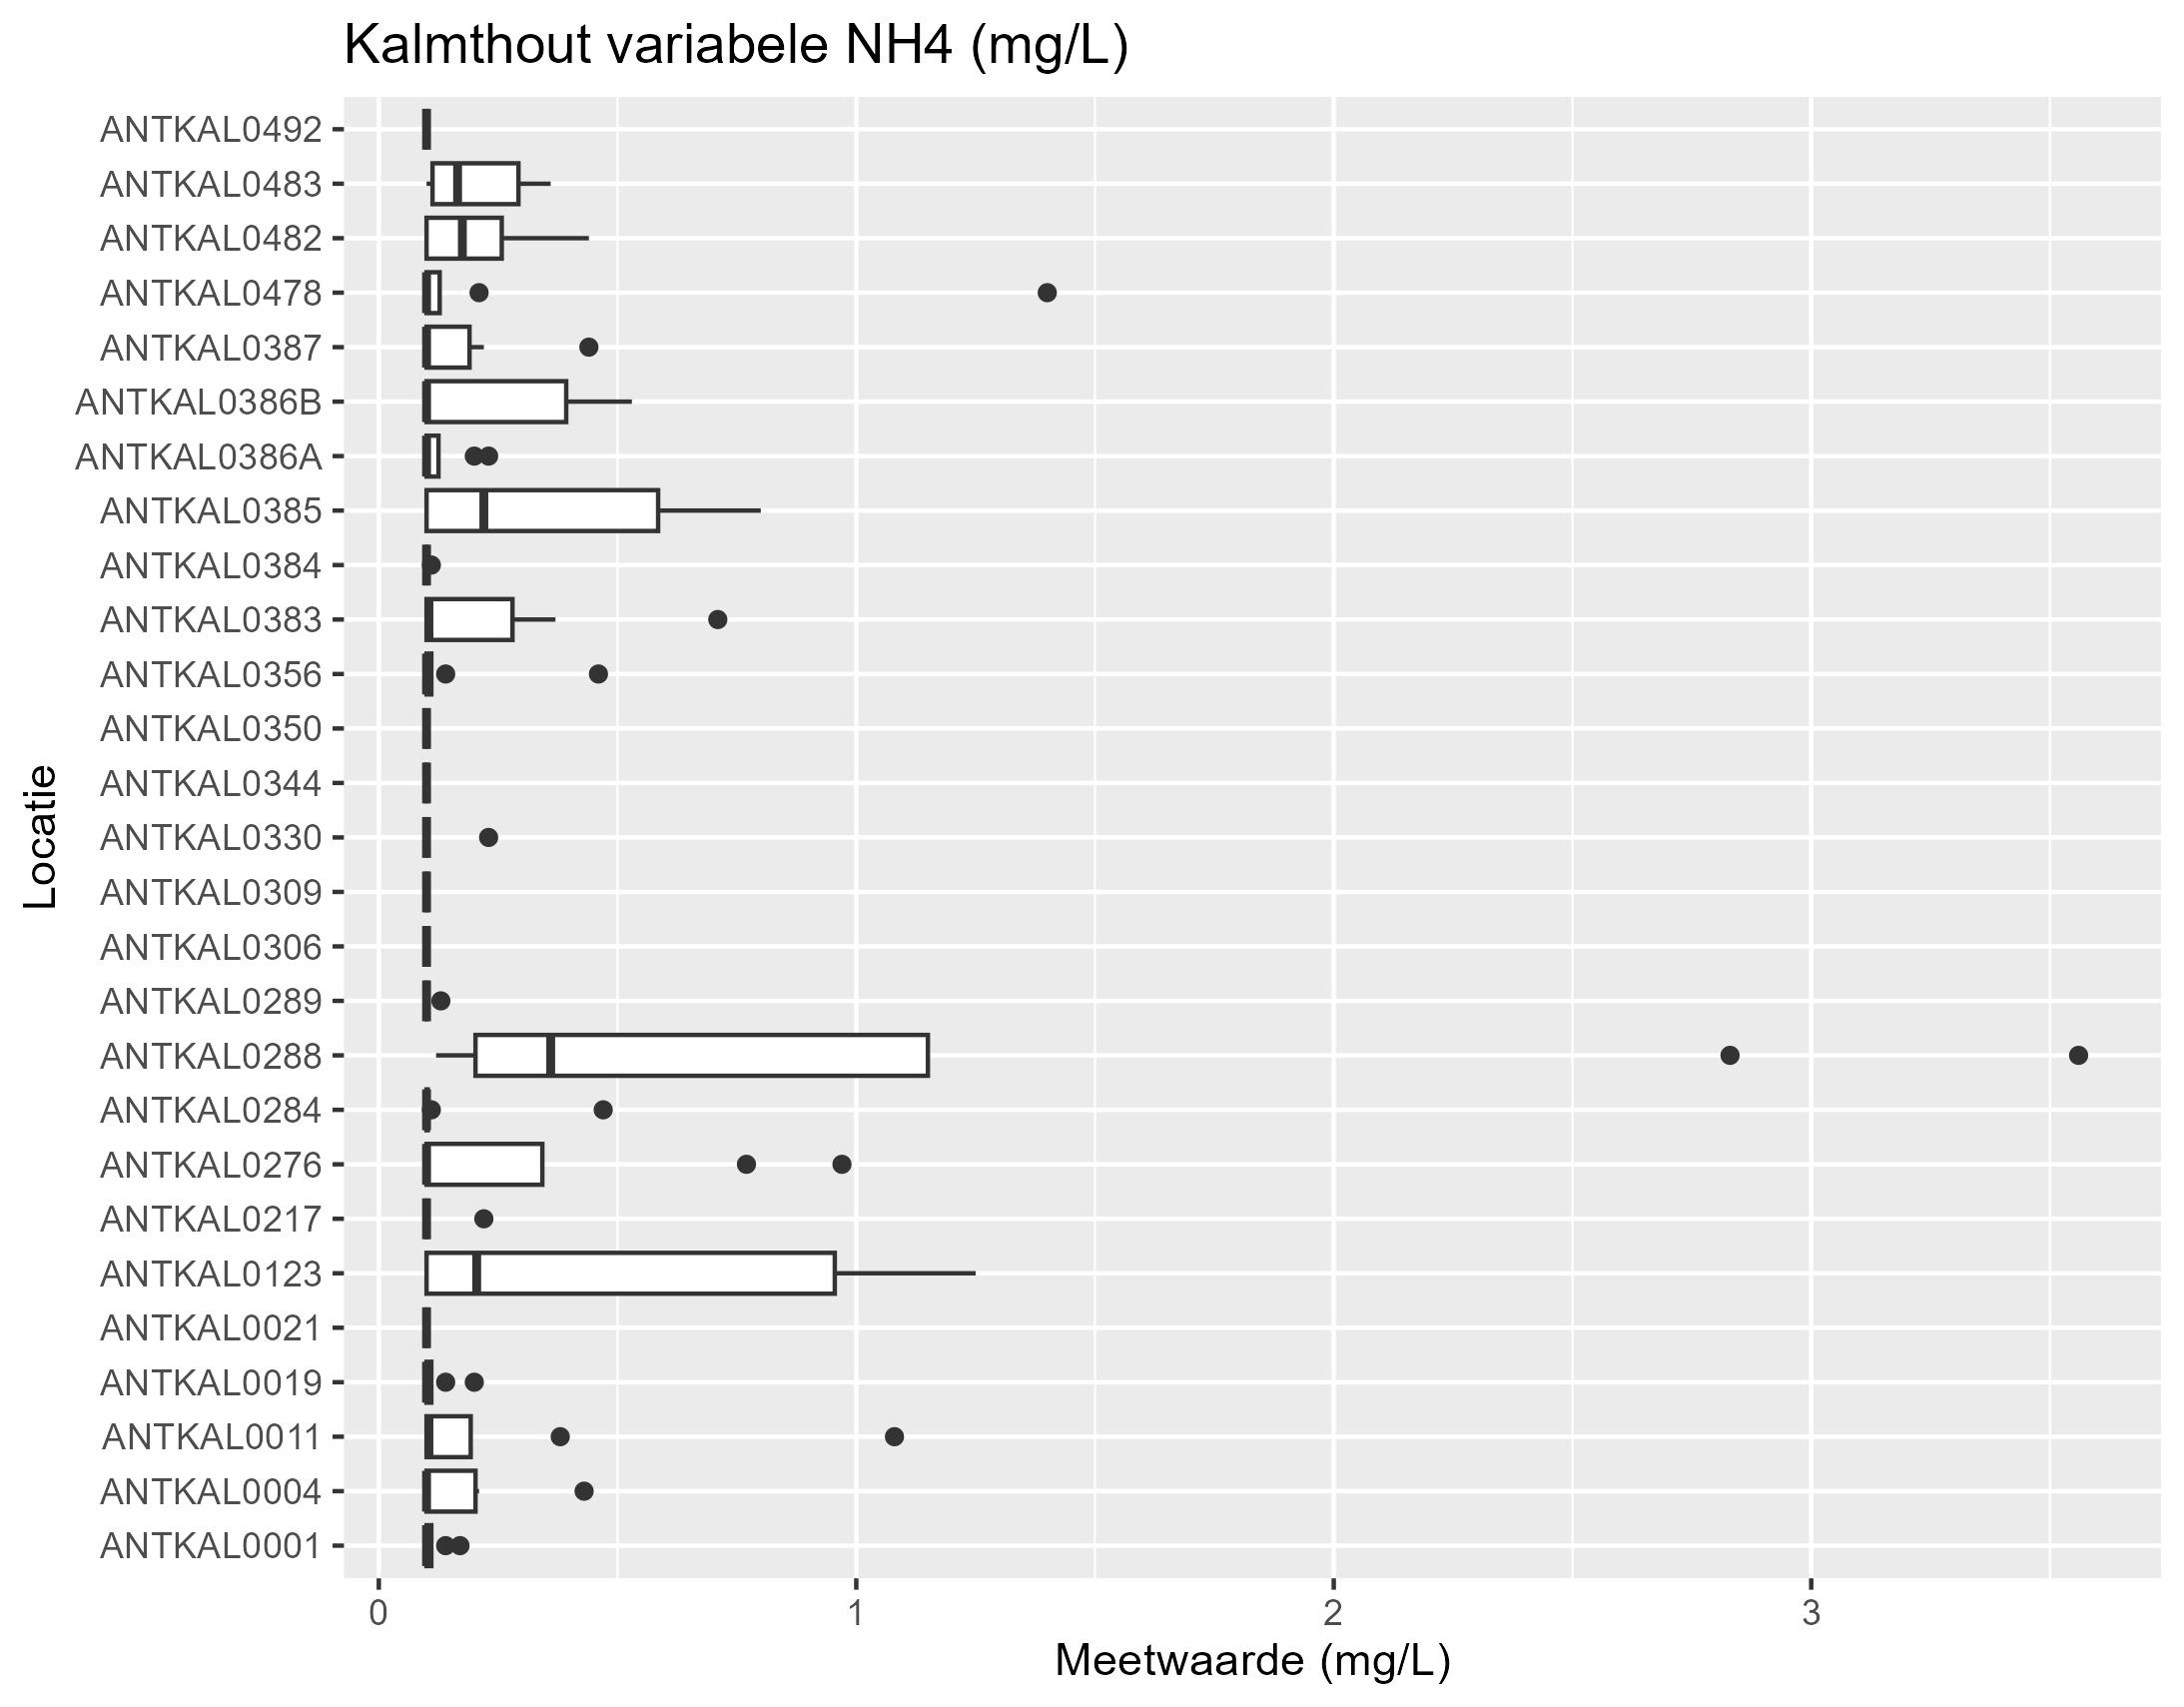 Kalmthout variabele NH4 (mg/L)
ANTKAL0492
ANTKAL0483
ANTKAL0482
ANTKAL0478
ANTKAL0387
ANTKAL0386B
ANTKAL0386A
ANTKAL0385
ANTKAL0384
ANTKAL0383
ANTKAL0356
ANTKAL0350
ANTKAL0344
ANTKAL0330
ANTKAL0309
ANTKAL0306
ANTKAL0289
ANTKAL0288
ANTKAL0284
ANTKAL0276
ANTKAL0217
ANTKAL0123
ANTKAL0021
ANTKAL0019
ANTKAL0011
ANTKAL0004
ANTKAL0001
Locatie
0 1 2 3
Meetwaarde (mg/L)